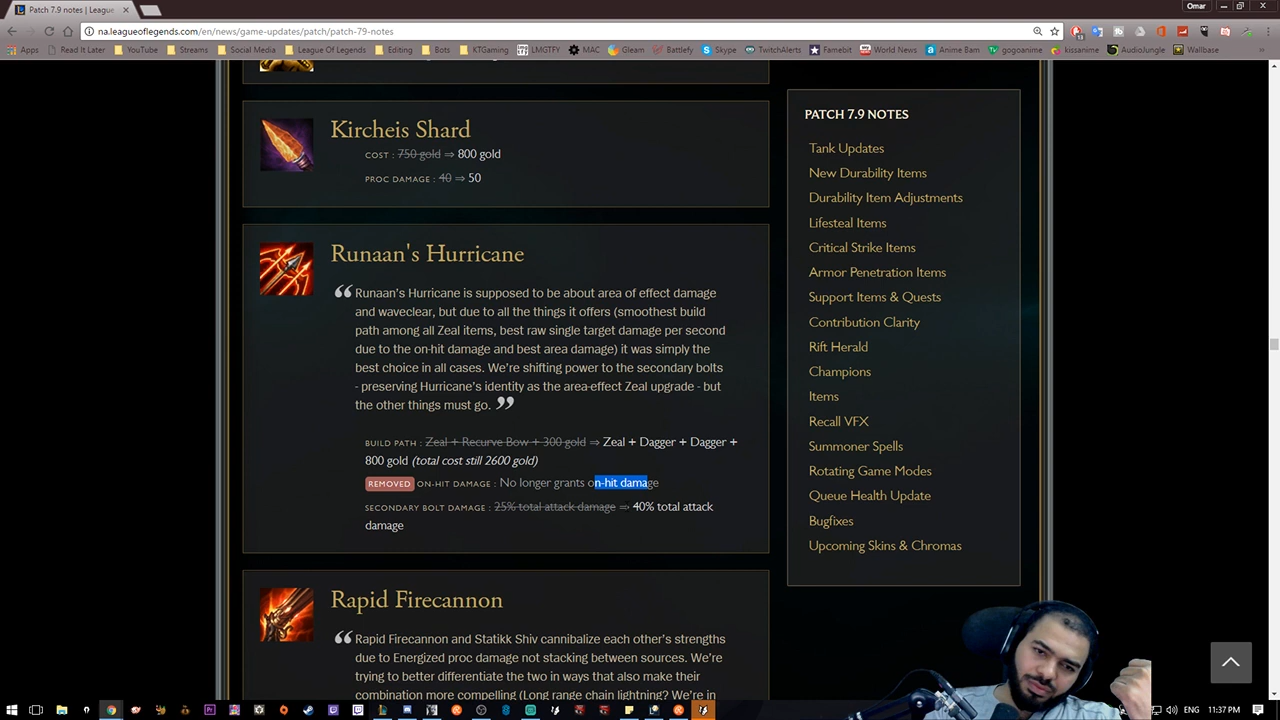 Patch 7.9 notes | League
Omar
na.leagueoflegends.com/en/news/game-updates/patch/patch-79-notes
Apps Read It Later YouTube Streams Social Media League Of Legends Editing Bots KTGaming LMGTFY MAC Gleam Battlefy Skype TwitchAlerts Famebit World News Anime Bam gogoanime kissanime AudioJungle Wallbase
Kircheis Shard
COST : 750 gold ⇒ 800 gold
PROC DAMAGE : 40 ⇒ 50
Runaan's Hurricane
“ Runaan's Hurricane is supposed to be about area of effect damage
and waveclear, but due to all the things it offers (smoothest build
path among all Zeal items, best raw single target damage per second
due to the on-hit damage and best area damage) it was simply the
best choice in all cases. We're shifting power to the secondary bolts
- preserving Hurricane's identity as the area-effect Zeal upgrade - but
the other things must go. ”
BUILD PATH : Zeal + Recurve Bow + 300 gold ⇒ Zeal + Dagger + Dagger +
800 gold (total cost still 2600 gold)
REMOVED ON-HIT DAMAGE : No longer grants on-hit damage
SECONDARY BOLT DAMAGE : 25% total attack damage ⇒ 40% total attack
damage
Rapid Firecannon
“ Rapid Firecannon and Statikk Shiv cannibalize each other's strengths
due to Energized proc damage not stacking between sources. We're
trying to better differentiate the two in ways that also make their
combination more compelling (Long range chain lightning? We're in
PATCH 7.9 NOTES
Tank Updates
New Durability Items
Durability Item Adjustments
Lifesteal Items
Critical Strike Items
Armor Penetration Items
Support Items & Quests
Contribution Clarity
Rift Herald
Champions
Items
Recall VFX
Summoner Spells
Rotating Game Modes
Queue Health Update
Bugfixes
Upcoming Skins & Chromas
ENG 11:37 PM